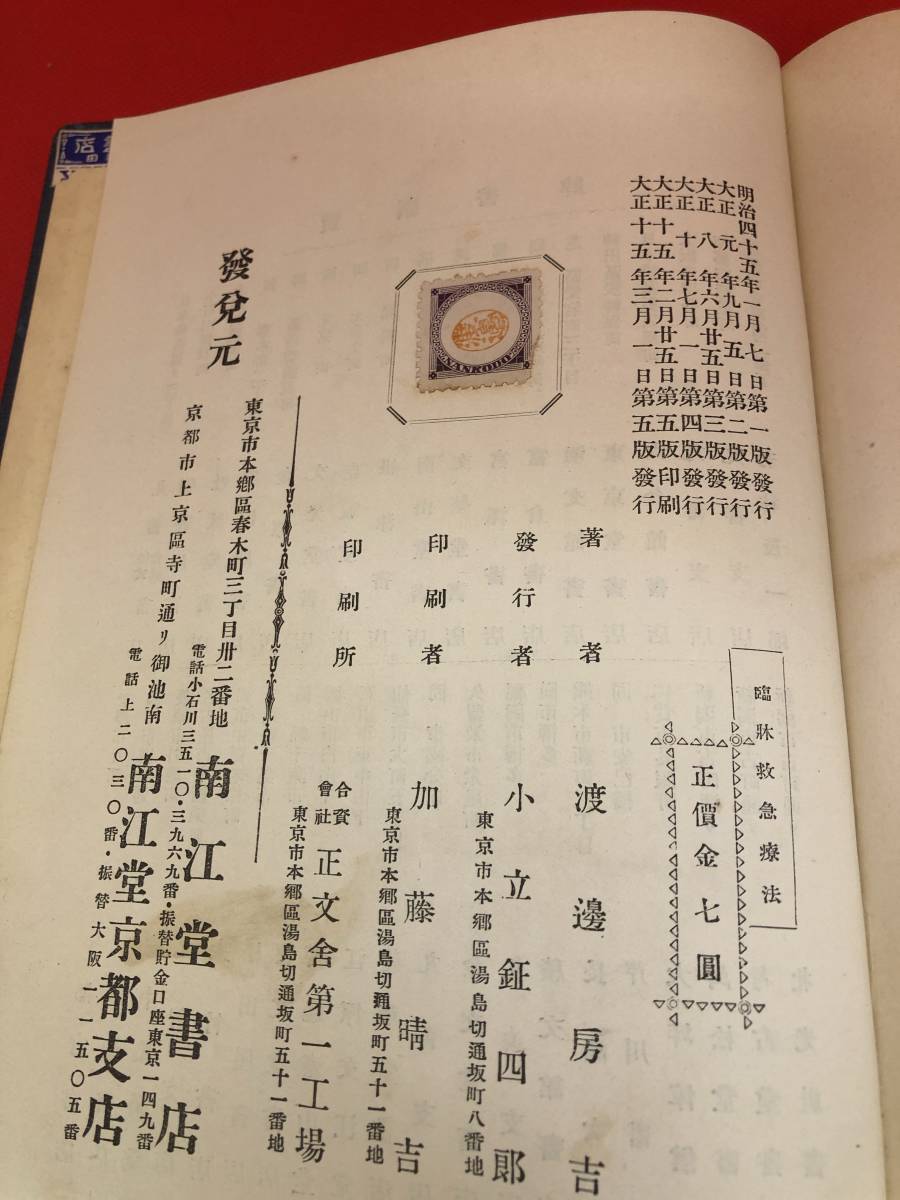 明治四十五年一月七日第一版發行
大正元年九月五日第二版發行
大正八年六月廿五日第三版發行
大正十年七月一日第四版發行
大正十五年二月廿五日第五版印刷
大正十五年三月一日第五版發行
臨牀救急療法
正價金七圓
NANKODO
著者 渡邊房吉
發行者 小立鉦四郎
東京市本鄉區湯島切通坂町八番地
印刷者 加藤晴吉
東京市本鄉區湯島切通坂町五十一番地
印刷所 合資會社 正文舍第一工場
東京市本鄉區湯島切通坂町五十一番地
發兌元
東京市本鄉區春木町三丁目卅二番地 南江堂書店
電話小石川三五一〇・三九六九番・振替貯金口座東京一四九番
京都市上京區寺町通リ御池南 南江堂京都支店
電話上二〇三〇番・振替大阪一一五〇五番
店